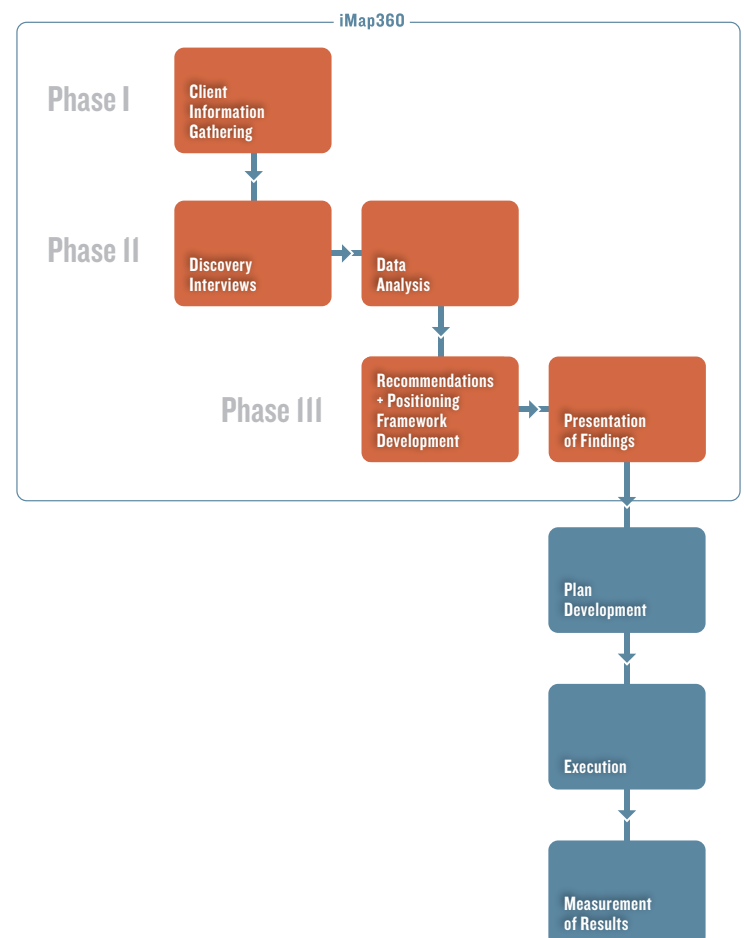 iMap360
Phase I
Client
Information
Gathering
Phase II
Discovery
Interviews
Data
Analysis
Phase III
Recommendations
+ Positioning
Framework
Development
Presentation
of Findings
Plan
Development
Execution
Measurement
of Results